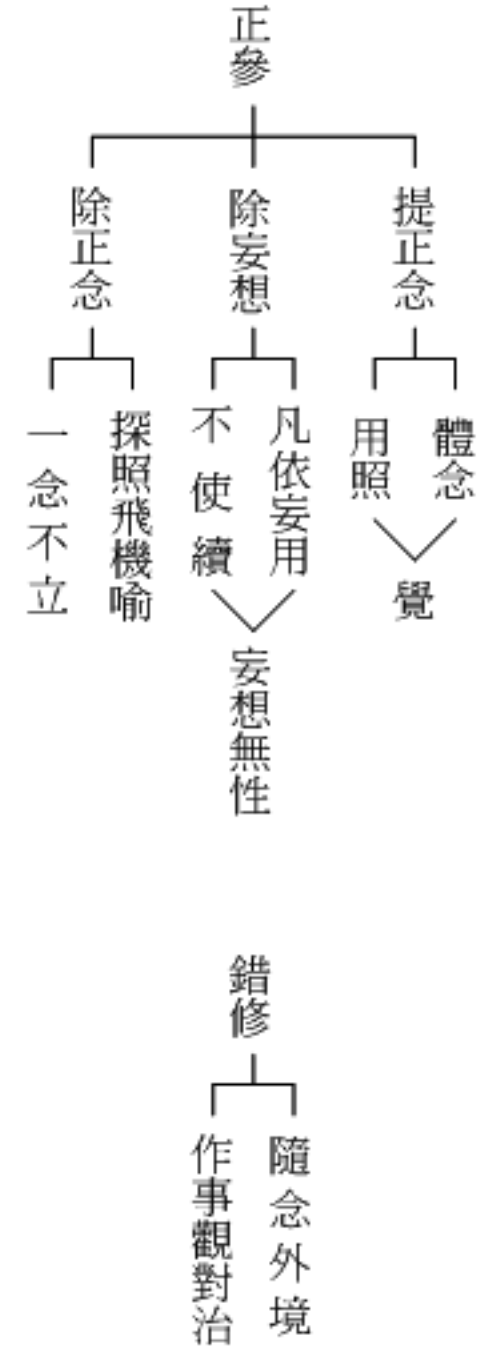 正參
提正念
除妄想
除正念
體念
用照
凡依妄用
不使續
探照飛機喻
一念不立
覺
妄想無性
錯修
隨念外境
作事觀對治